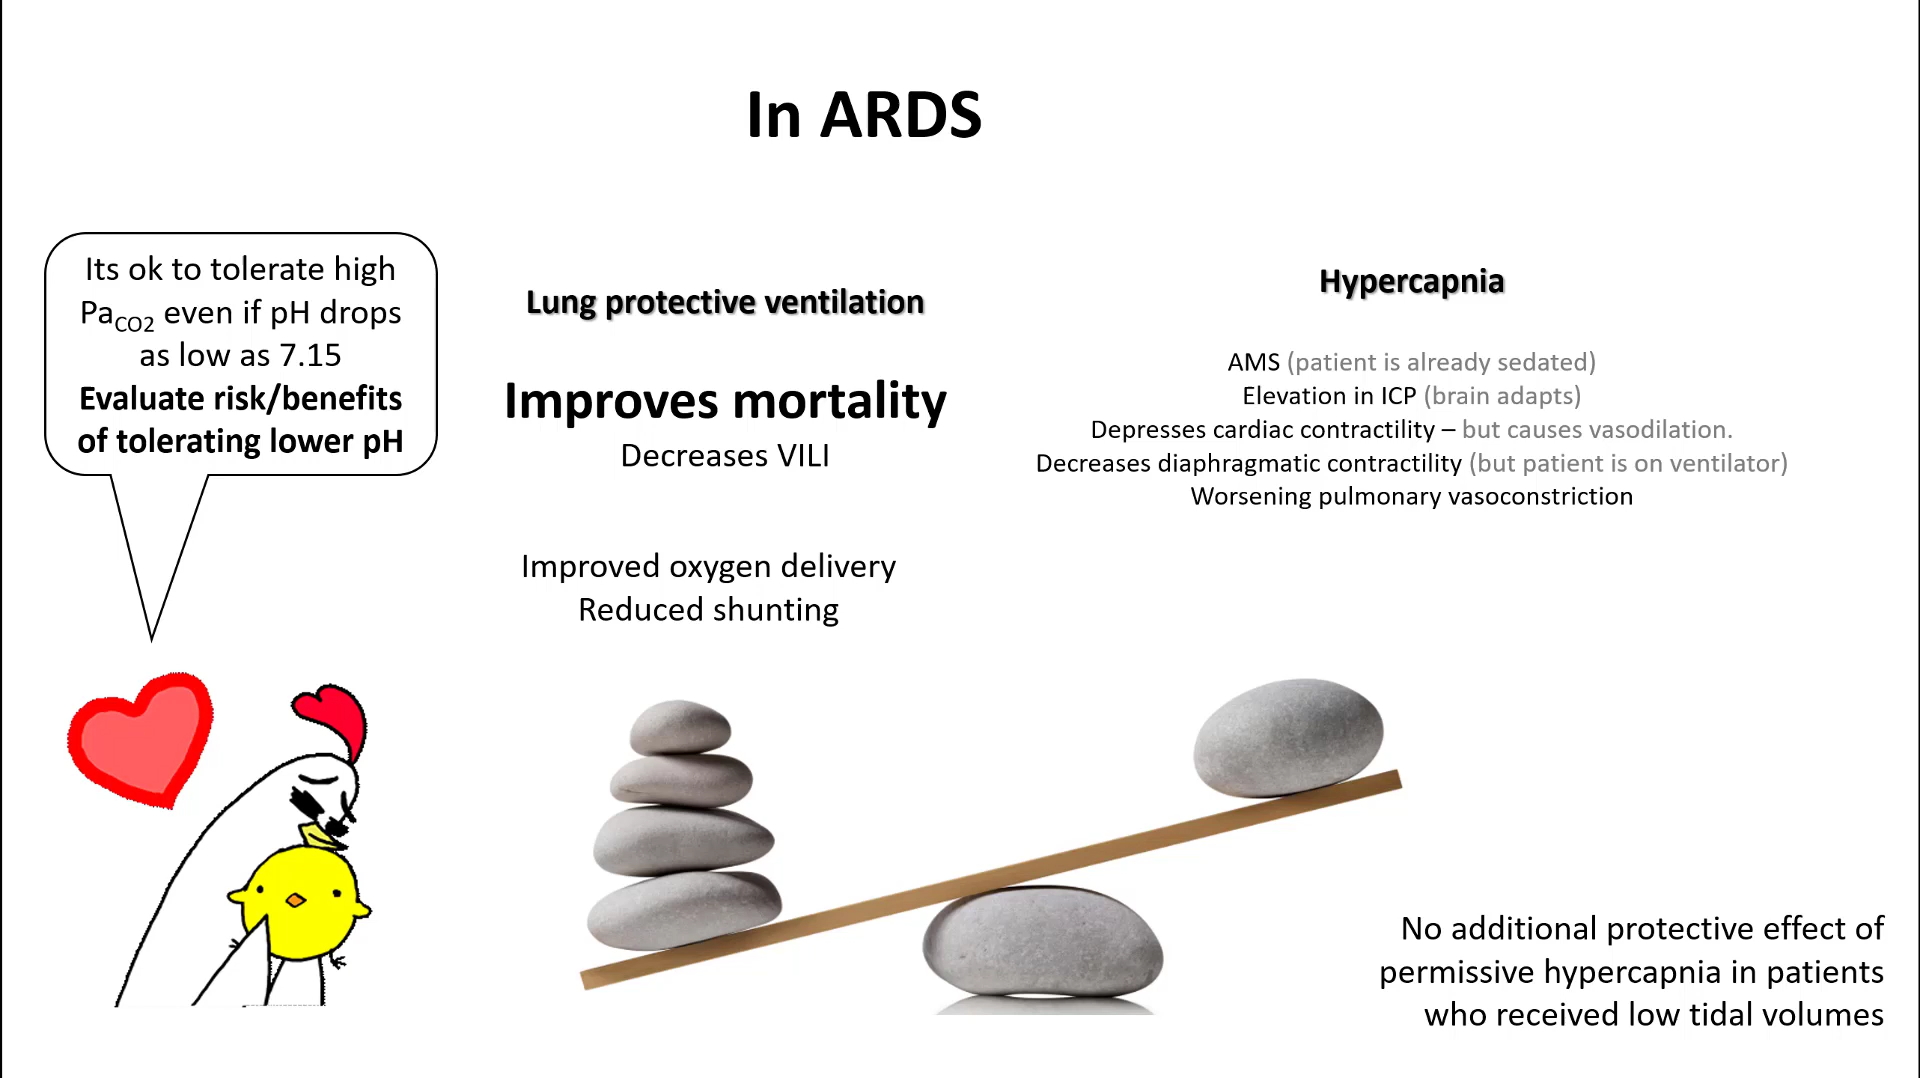 In ARDS
Its ok to tolerate high
PaCO2 even if pH drops
as low as 7.15
Evaluate risk/benefits
of tolerating lower pH
Lung protective ventilation
Improves mortality
Decreases VILI
Improved oxygen delivery
Reduced shunting
Hypercapnia
AMS (patient is already sedated)
Elevation in ICP (brain adapts)
Depresses cardiac contractility – but causes vasodilation.
Decreases diaphragmatic contractility (but patient is on ventilator)
Worsening pulmonary vasoconstriction
No additional protective effect of
permissive hypercapnia in patients
who received low tidal volumes